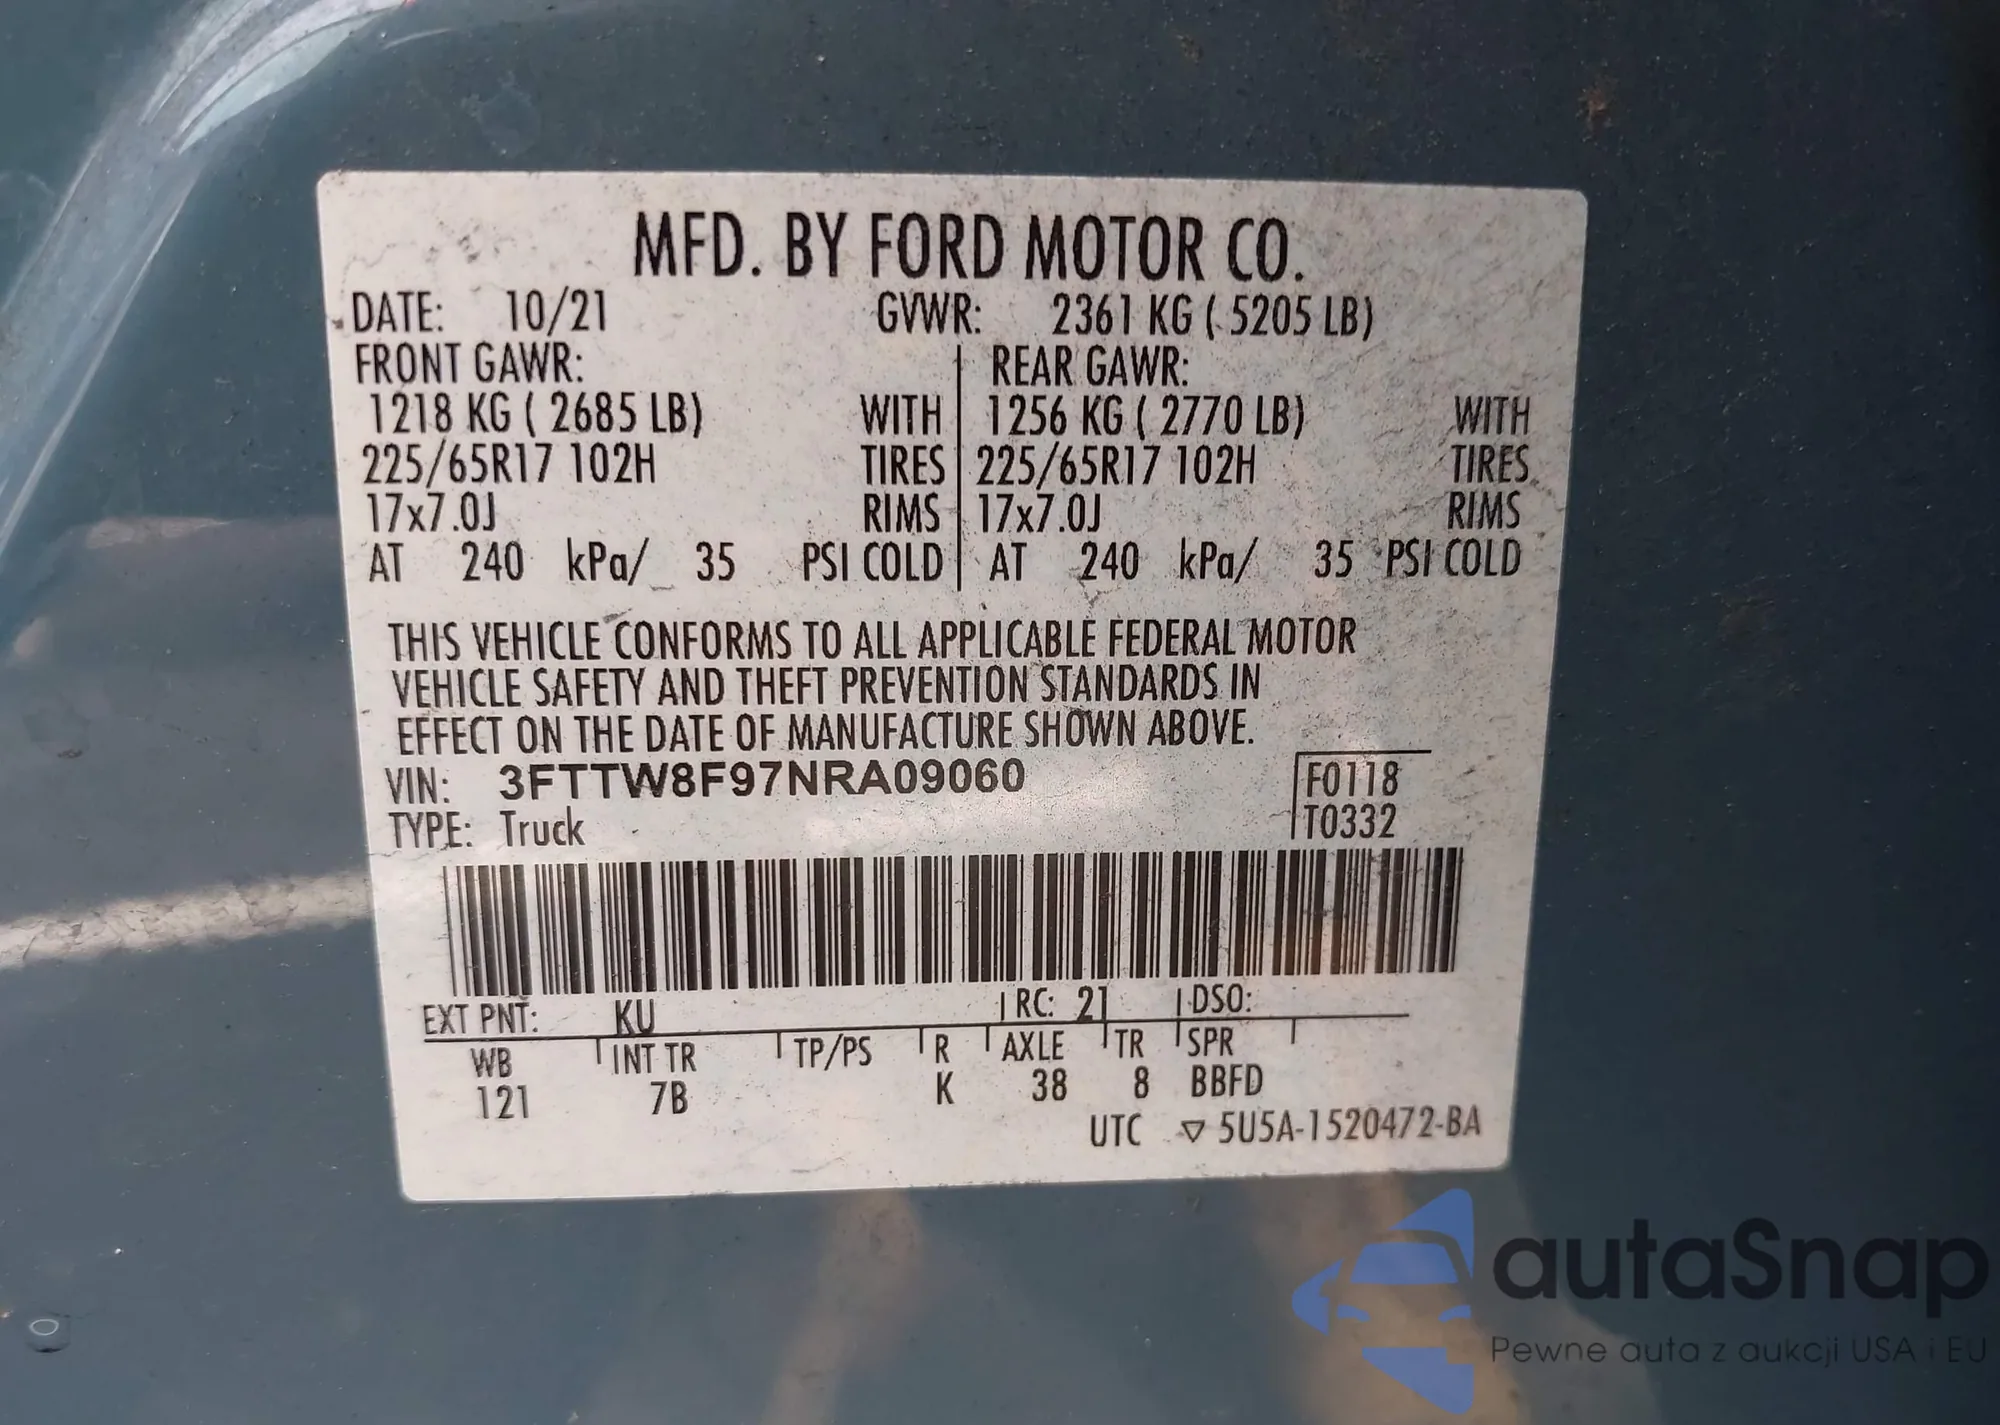 MFD. BY FORD MOTOR CO.
DATE: 10/21 GVWR: 2361 KG ( 5205 LB)
FRONT GAWR: REAR GAWR:
1218 KG ( 2685 LB) WITH 1256 KG ( 2770 LB) WITH
225/65R17 102H TIRES 225/65R17 102H TIRES
17x7.0J RIMS 17x7.0J RIMS
AT 240 kPa/ 35 PSI COLD AT 240 kPa/ 35 PSI COLD
THIS VEHICLE CONFORMS TO ALL APPLICABLE FEDERAL MOTOR
VEHICLE SAFETY AND THEFT PREVENTION STANDARDS IN
EFFECT ON THE DATE OF MANUFACTURE SHOWN ABOVE.
VIN: 3FTTW8F97NRA09060 F0118
TYPE: Truck T0332
EXT PNT: KU RC: 21 DSO:
WB INT TR TP/PS R AXLE TR SPR
121 7B K 38 8 BBFD
UTC ▽ 5U5A-1520472-BA
autaSnap
Pewne auta z aukcji USA i EU